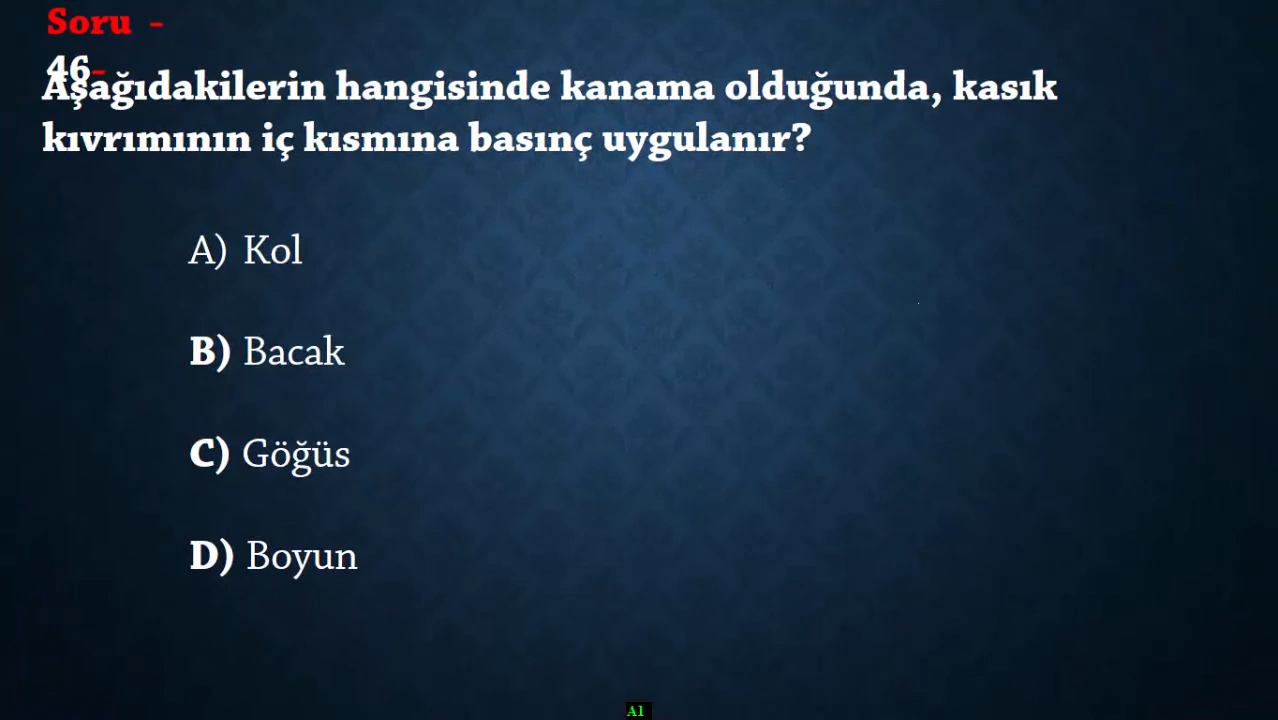 Soru -
46-
Aşağıdakilerin hangisinde kanama olduğunda, kasık
kıvrımının iç kısmına basınç uygulanır?
A) Kol
B) Bacak
C) Göğüs
D) Boyun
A1